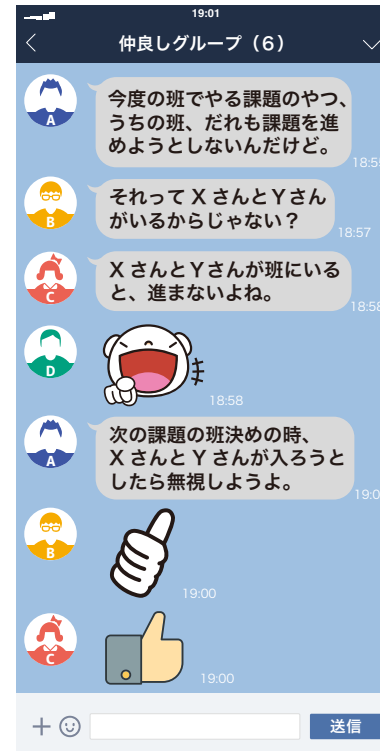 19:01
仲良しグループ（6）
A
今度の班でやる課題のやつ、
うちの班、だれも課題を進
めようとしないんだけど。
B
それって X さんとYさん
がいるからじゃない？
18:57
C
X さんとYさんが班にいる
と、進まないよね。
18:58
D
18:58
A
次の課題の班決めの時、
X さんと Y さんが入ろうと
したら無視しようよ。
B
19:00
C
19:00
送信